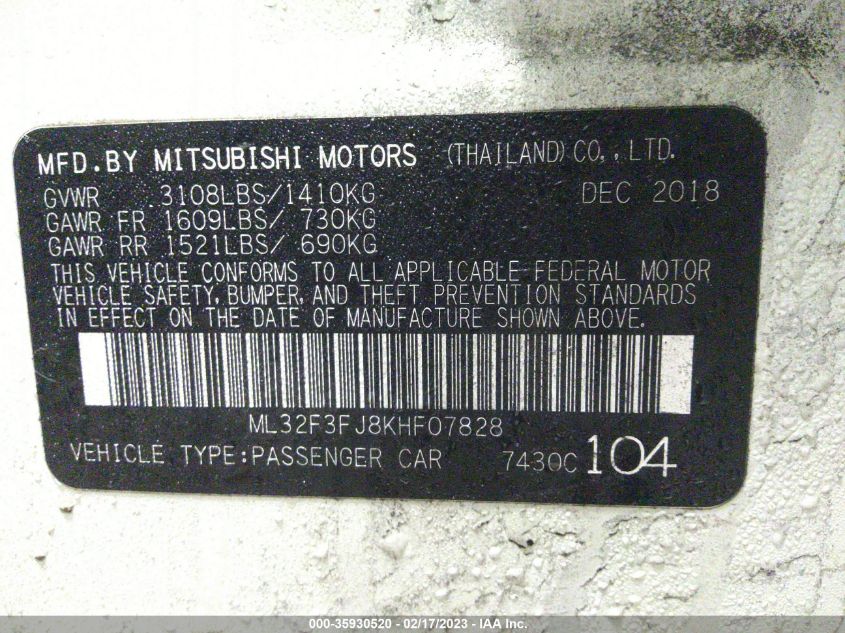 MFD.BY MITSUBISHI MOTORS (THAILAND) CO., LTD.
GVWR 3108LBS/1410KG DEC 2018
GAWR FR 1609LBS/ 730KG
GAWR RR 1521LBS/ 690KG
THIS VEHICLE CONFORMS TO ALL APPLICABLE FEDERAL MOTOR
VEHICLE SAFETY, BUMPER, AND THEFT PREVENTION STANDARDS
IN EFFECT ON THE DATE OF MANUFACTURE SHOWN ABOVE.
ML32F3FJ8KHF07828
VEHICLE TYPE:PASSENGER CAR 7430C 104
000-35930520 - 02/17/2023 - IAA Inc.